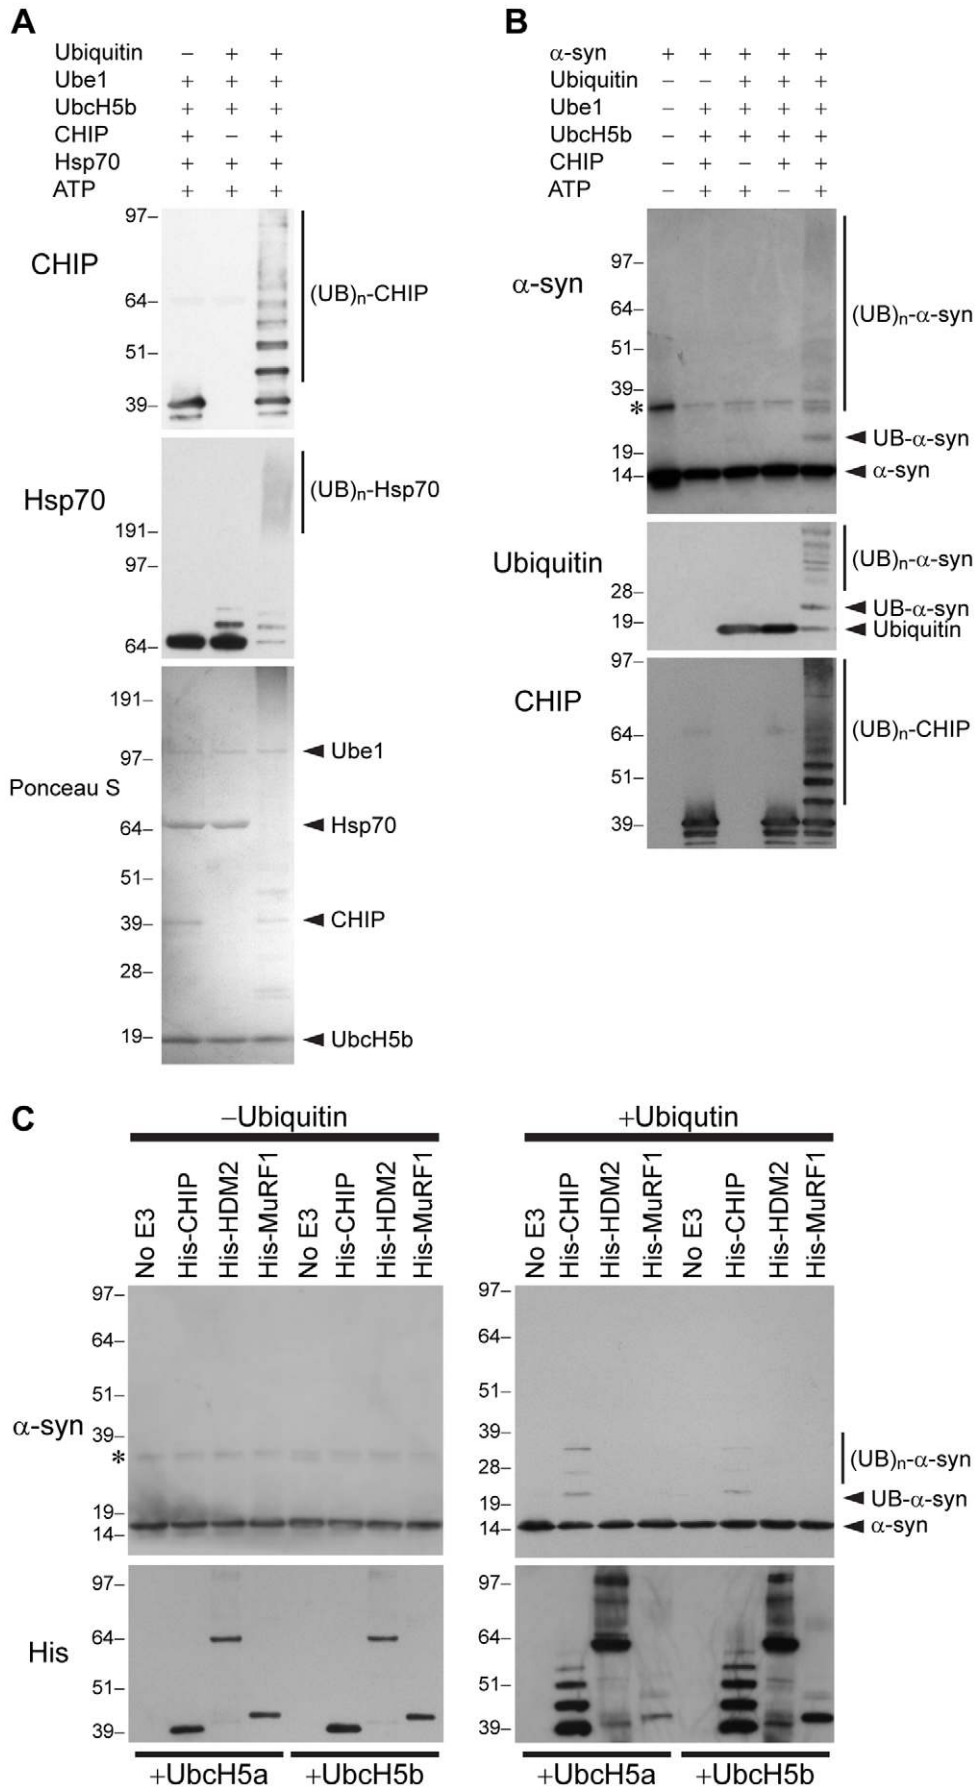 A
Ubiquitin – + +
Ube1 + + +
UbcH5b + + +
CHIP + – +
Hsp70 + + +
ATP + + +
CHIP
97–
64–
51–
39–
(UB)n-CHIP
Hsp70
191–
97–
64–
(UB)n-Hsp70
Ponceau S
191–
97–
64–
51–
39–
28–
19–
Ube1
Hsp70
CHIP
UbcH5b
B
α-syn + + + + +
Ubiquitin – – + + +
Ube1 – + + + +
UbcH5b – + + + +
CHIP – + – + +
ATP – + + – +
α-syn
97–
64–
51–
39–
*
19–
14–
(UB)n-α-syn
UB-α-syn
α-syn
Ubiquitin
28–
19–
(UB)n-α-syn
UB-α-syn
Ubiquitin
CHIP
97–
64–
51–
39–
(UB)n-CHIP
C
–Ubiquitin
No E3
His-CHIP
His-HDM2
His-MuRF1
No E3
His-CHIP
His-HDM2
His-MuRF1
α-syn
97–
64–
51–
39–
*
19–
14–
His
97–
64–
51–
39–
+UbcH5a
+UbcH5b
+Ubiqutin
No E3
His-CHIP
His-HDM2
His-MuRF1
No E3
His-CHIP
His-HDM2
His-MuRF1
97–
64–
51–
39–
28–
19–
14–
(UB)n-α-syn
UB-α-syn
α-syn
97–
64–
51–
39–
+UbcH5a
+UbcH5b